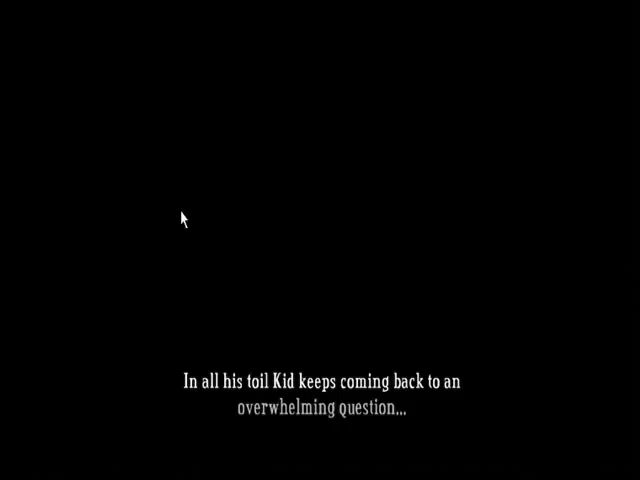 In all his toil Kid keeps coming back to an
overwhelming question...